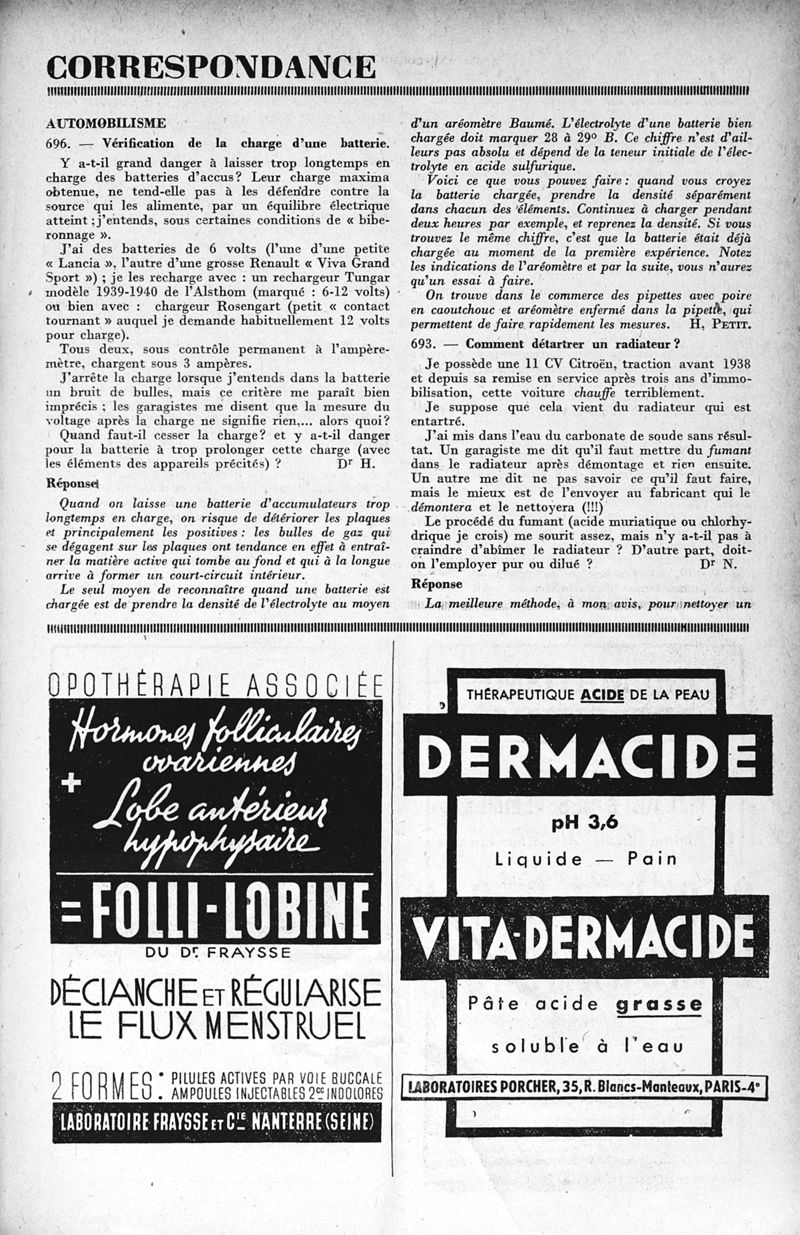 CORRESPONDANCE
AUTOMOBILISME
696. — Vérification de la charge d'une batterie.
Y a-t-il grand danger à laisser trop longtemps en
charge des batteries d'accus? Leur charge maxima
obtenue, ne tend-elle pas à les défendre contre la
source qui les alimente, par un équilibre électrique
atteint ; j'entends, sous certaines conditions de « bibe-
ronnage ».
J'ai des batteries de 6 volts (l'une d'une petite
« Lancia », l'autre d'une grosse Renault « Viva Grand
Sport ») ; je les recharge avec : un rechargeur Tungar
modèle 1939-1940 de l'Alsthom (marqué : 6-12 volts)
ou bien avec : chargeur Rosengart (petit « contact
tournant » auquel je demande habituellement 12 volts
pour charge).
Tous deux, sous contrôle permanent à l'ampère-
mètre, chargent sous 3 ampères.
J'arrête la charge lorsque j'entends dans la batterie
un bruit de bulles, mais ce critère me paraît bien
imprécis ; les garagistes me disent que la mesure du
voltage après la charge ne signifie rien,... alors quoi?
Quand faut-il cesser la charge? et y a-t-il danger
pour la batterie à trop prolonger cette charge (avec
les éléments des appareils précités) ? Dr H.
Réponse
Quand on laisse une batterie d'accumulateurs trop
longtemps en charge, on risque de détériorer les plaques
et principalement les positives : les bulles de gaz qui
se dégagent sur les plaques ont tendance en effet à entraî-
ner la matière active qui tombe au fond et qui à la longue
arrive à former un court-circuit intérieur.
Le seul moyen de reconnaître quand une batterie est
chargée est de prendre la densité de l'électrolyte au moyen
d'un aréomètre Baumé. L'électrolyte d'une batterie bien
chargée doit marquer 28 à 29º B. Ce chiffre n'est d'ail-
leurs pas absolu et dépend de la teneur initiale de l'élec-
trolyte en acide sulfurique.
Voici ce que vous pouvez faire : quand vous croyez
la batterie chargée, prendre la densité séparément
dans chacun des éléments. Continuez à charger pendant
deux heures par exemple, et reprenez la densité. Si vous
trouvez le même chiffre, c'est que la batterie était déjà
chargée au moment de la première expérience. Notez
les indications de l'aréomètre et par la suite, vous n'aurez
qu'un essai à faire.
On trouve dans le commerce des pipettes avec poire
en caoutchouc et aréomètre enfermé dans la pipette, qui
permettent de faire rapidement les mesures. H, PETIT.
693. — Comment détartrer un radiateur ?
Je possède une 11 CV Citroën, traction avant 1938
et depuis sa remise en service après trois ans d'immo-
bilisation, cette voiture chauffe terriblement.
Je suppose que cela vient du radiateur qui est
entartré.
J'ai mis dans l'eau du carbonate de soude sans résul-
tat. Un garagiste me dit qu'il faut mettre du fumant
dans le radiateur après démontage et rien ensuite.
Un autre me dit ne pas savoir ce qu'il faut faire,
mais le mieux est de l'envoyer au fabricant qui le
démontera et le nettoyera (!!!)
Le procédé du fumant (acide muriatique ou chlorhy-
drique je crois) me sourit assez, mais n'y a-t-il pas à
craindre d'abîmer le radiateur ? D'autre part, doit-
on l'employer pur ou dilué ? Dr N.
Réponse
La meilleure méthode, à mon avis, pour nettoyer un
OPOTHÉRAPIE ASSOCIÉE
Hormones folliculaires
ovariennes
+
Lobe antérieur
hypophysaire
= FOLLI-LOBINE
DU Dr FRAYSSE
DÉCLANCHE ET RÉGULARISE
LE FLUX MENSTRUEL
2 FORMES : PILULES ACTIVES PAR VOIE BUCCALE
AMPOULES INJECTABLES 2cc INDOLORES
LABORATOIRE FRAYSSE ET Cie NANTERRE (SEINE)
THÉRAPEUTIQUE ACIDE DE LA PEAU
DERMACIDE
pH 3,6
Liquide — Pain
VITA-DERMACIDE
Pâte acide grasse
soluble à l'eau
LABORATOIRES PORCHER, 35, R. Blancs-Manteaux, PARIS-4e